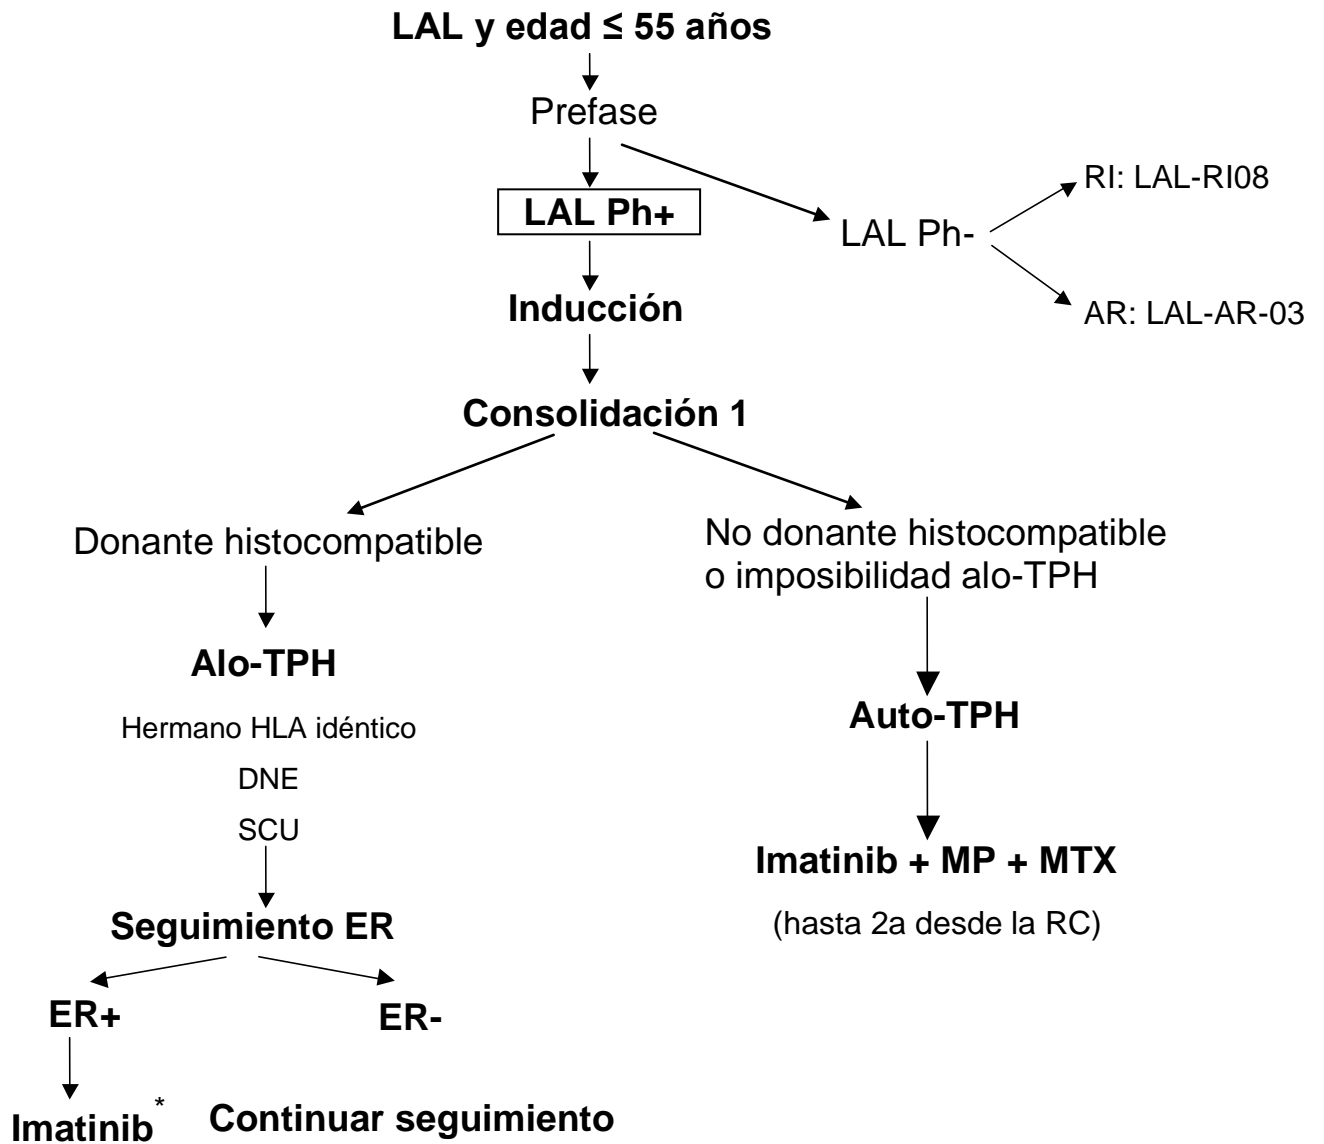 LAL y edad ≤ 55 años
Prefase
LAL Ph+
LAL Ph-
RI: LAL-RI08
AR: LAL-AR-03
Inducción
Consolidación 1
Donante histocompatible
No donante histocompatible
o imposibilidad alo-TPH
Alo-TPH
Hermano HLA idéntico
DNE
SCU
Auto-TPH
Imatinib + MP + MTX
(hasta 2a desde la RC)
Seguimiento ER
ER+
ER-
Imatinib*
Continuar seguimiento